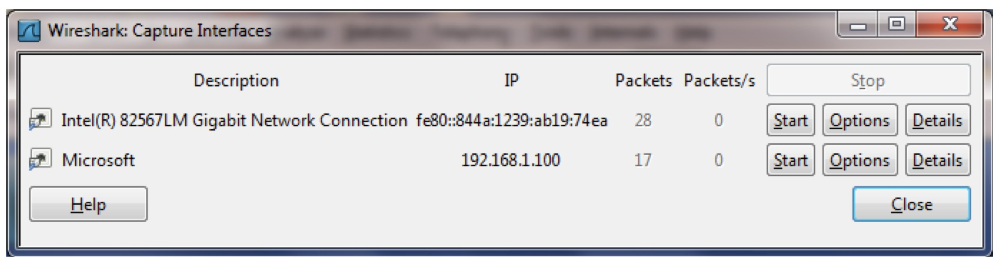 Wireshark: Capture Interfaces
Description IP Packets Packets/s Stop
Intel(R) 82567LM Gigabit Network Connection fe80::844a:1239:ab19:74ea 28 0 Start Options Details
Microsoft 192.168.1.100 17 0 Start Options Details
Help Close